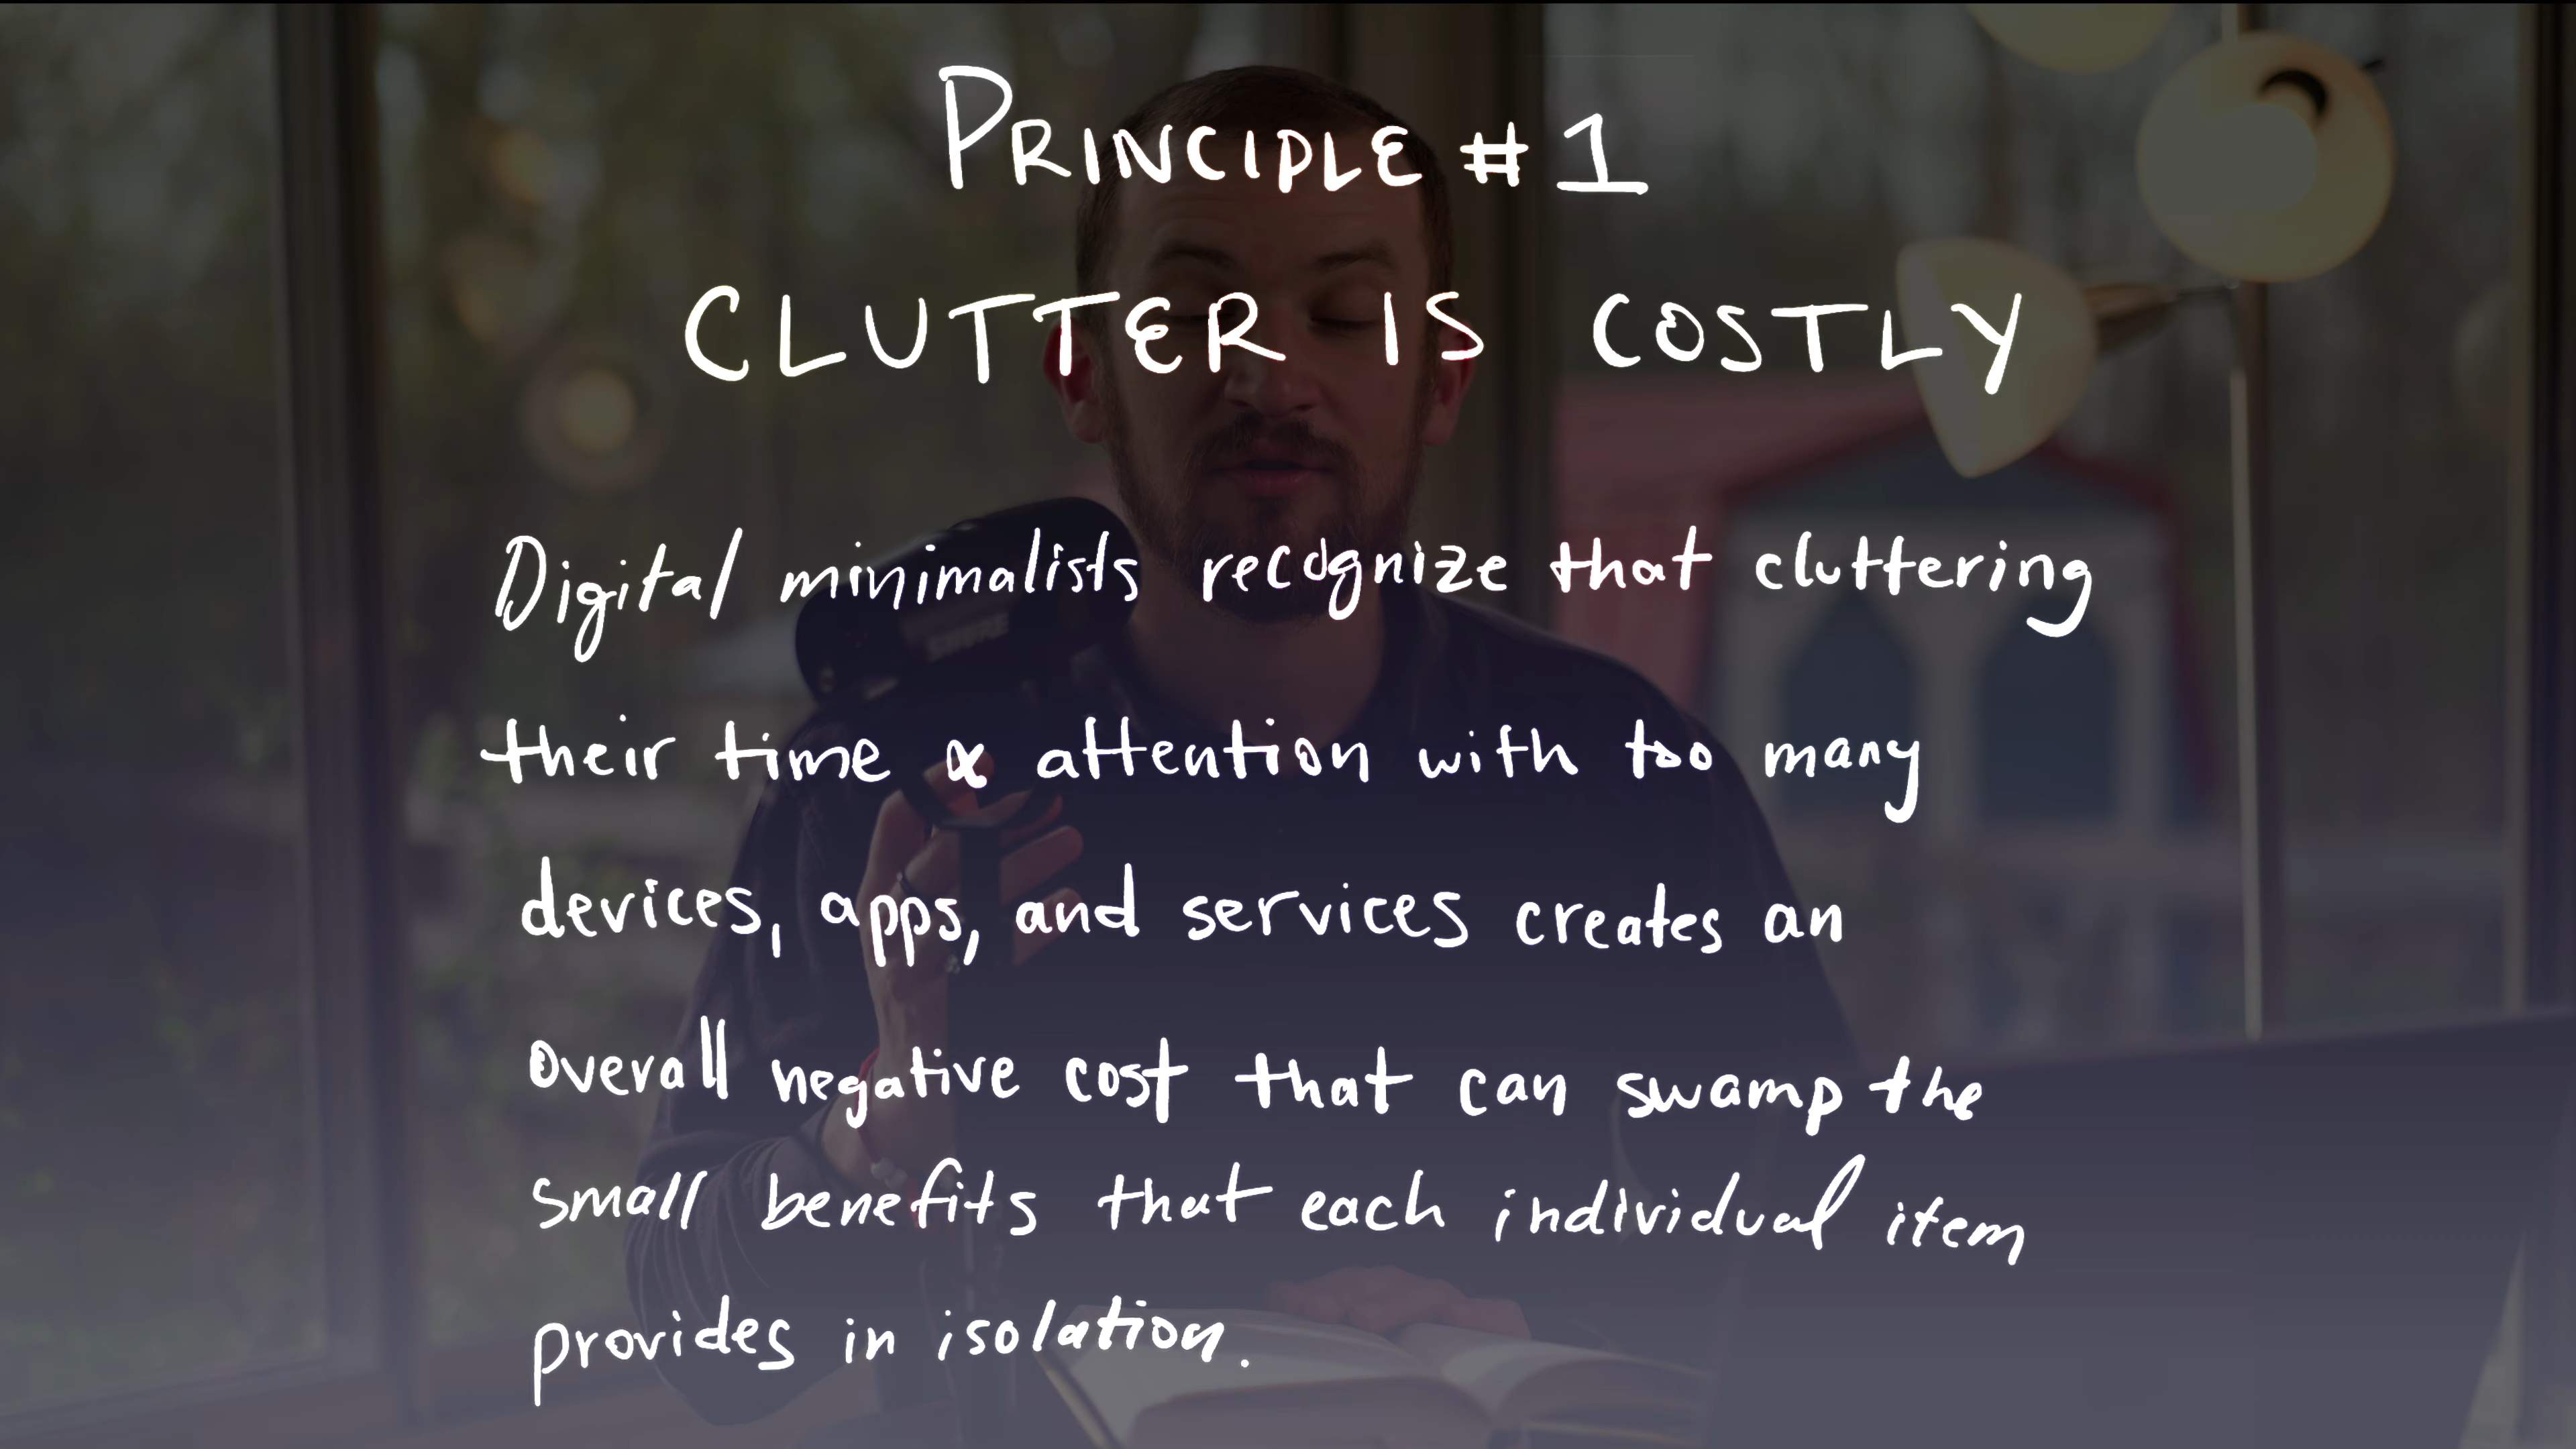 PRINCIPLE #1
CLUTTER IS COSTLY
Digital minimalists recognize that cluttering
their time & attention with too many
devices, apps, and services creates an
overall negative cost that can swamp the
small benefits that each individual item
provides in isolation.